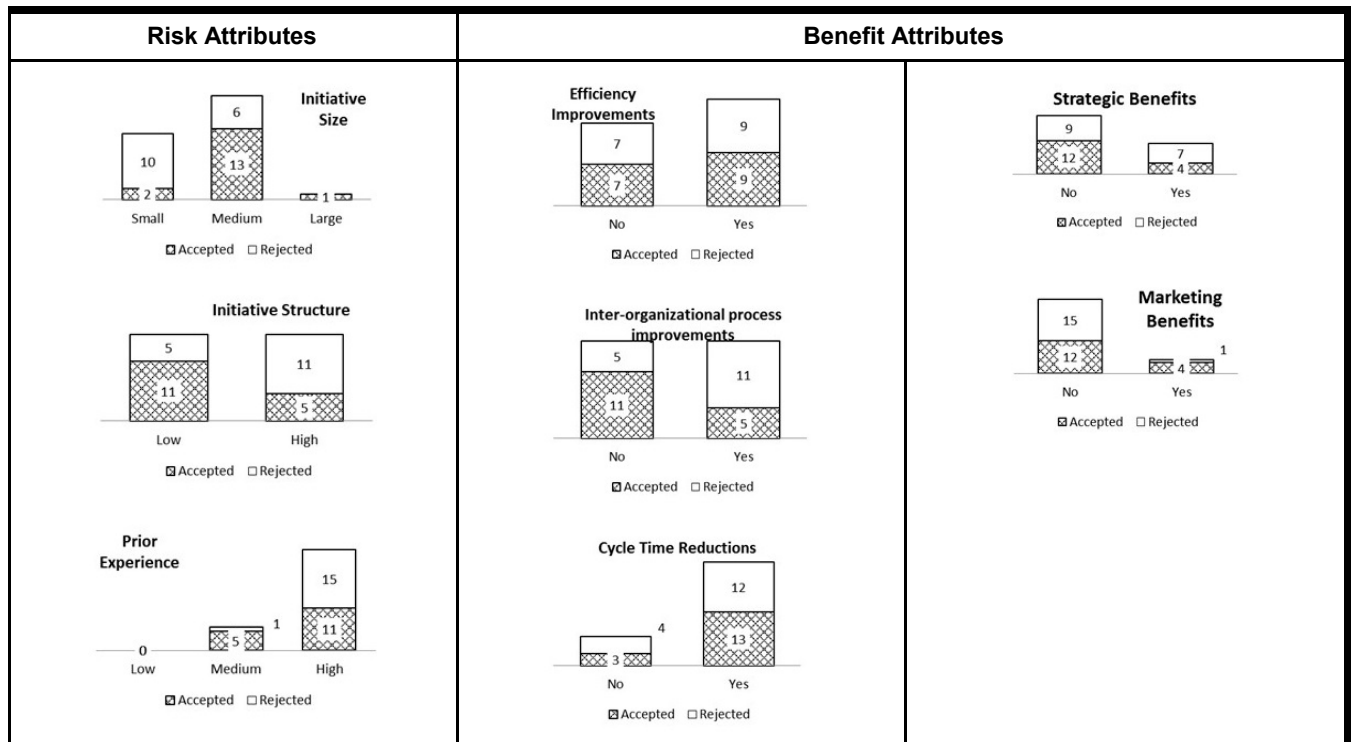 Risk Attributes
Benefit Attributes
Initiative
Size
6
10
13
2
1
Small Medium Large
Accepted Rejected
Initiative Structure
5
11
11
5
Low High
Accepted Rejected
Prior
Experience
15
1
5
11
0
Low Medium High
Accepted Rejected
Efficiency
Improvements
9
7
7
9
No Yes
Accepted Rejected
Inter-organizational process
improvements
5
11
11
5
No Yes
Accepted Rejected
Cycle Time Reductions
12
4
13
3
No Yes
Accepted Rejected
Strategic Benefits
9
7
12
4
No Yes
Accepted Rejected
Marketing
Benefits
15
1
12
4
No Yes
Accepted Rejected